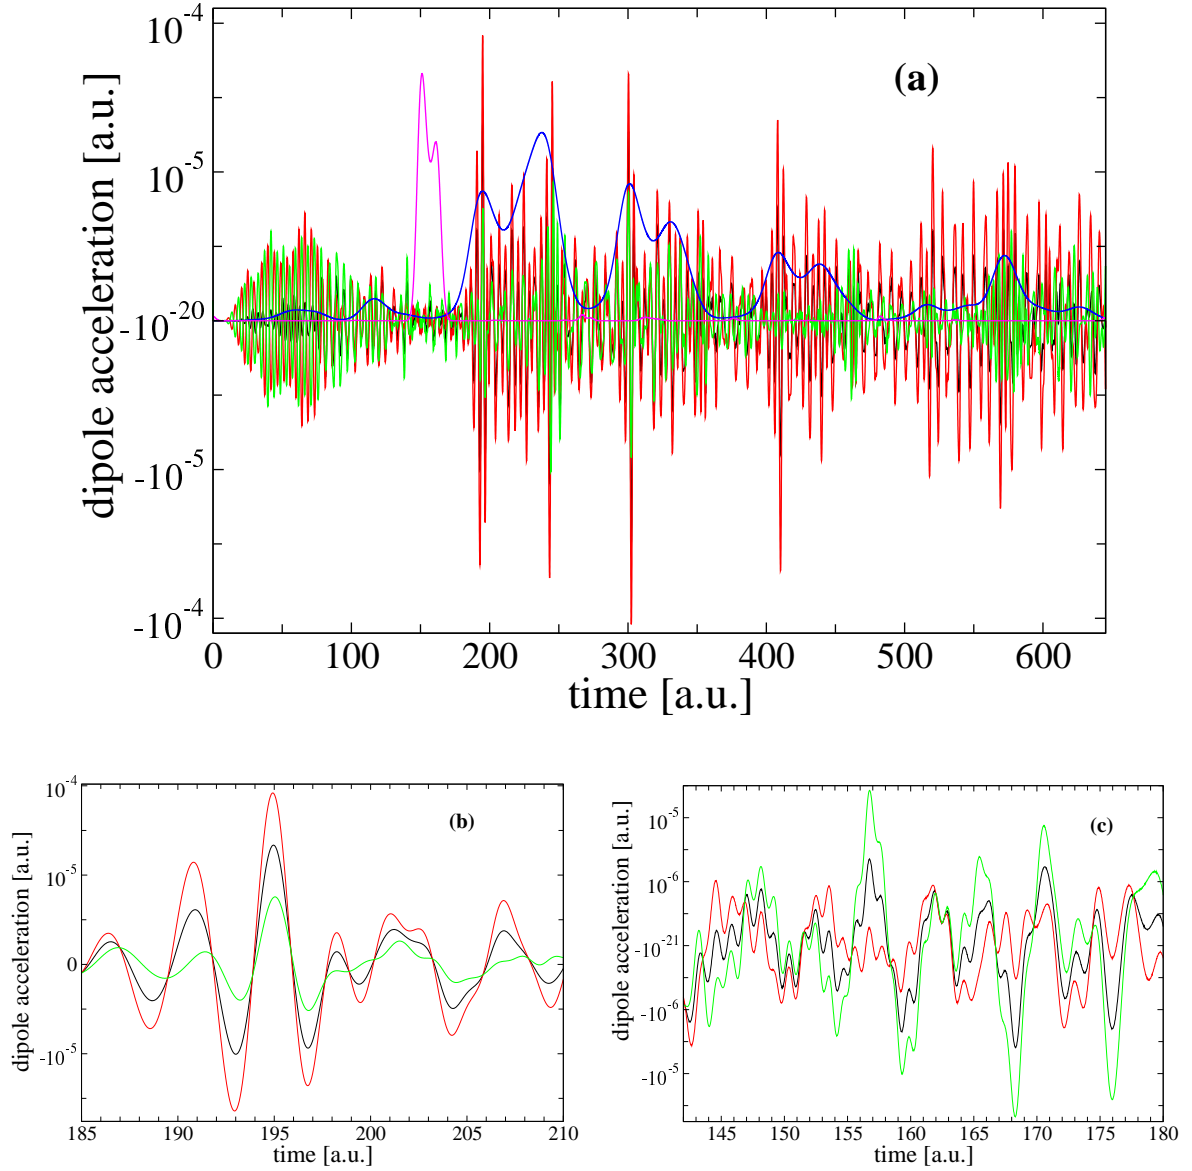 (a)
dipole acceleration [a.u.]
10^-4
10^-5
-10^-20
-10^-5
-10^-4
0 100 200 300 400 500 600
time [a.u.]
(b)
dipole acceleration [a.u.]
10^-4
10^-5
0
-10^-5
185 190 195 200 205 210
time [a.u.]
(c)
dipole acceleration [a.u.]
10^-5
10^-6
-10^-21
-10^-6
-10^-5
145 150 155 160 165 170 175 180
time [a.u.]